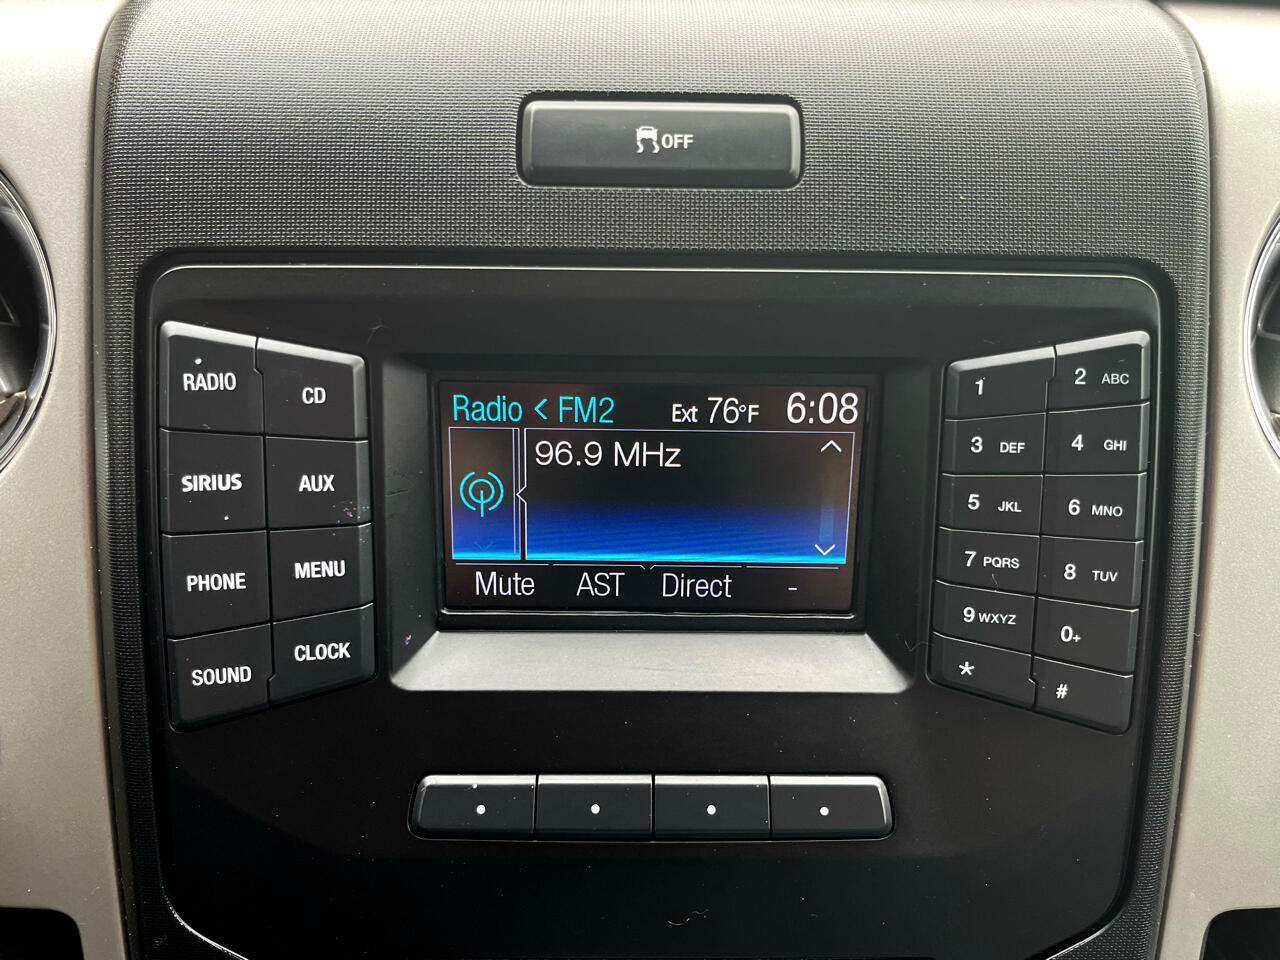 OFF
RADIO
CD
SIRIUS
AUX
PHONE
MENU
SOUND
CLOCK
Radio < FM2 Ext 76°F 6:08
96.9 MHz
Mute AST Direct -
1
2 ABC
3 DEF
4 GHI
5 JKL
6 MNO
7 PQRS
8 TUV
9 WXYZ
0+
*
#